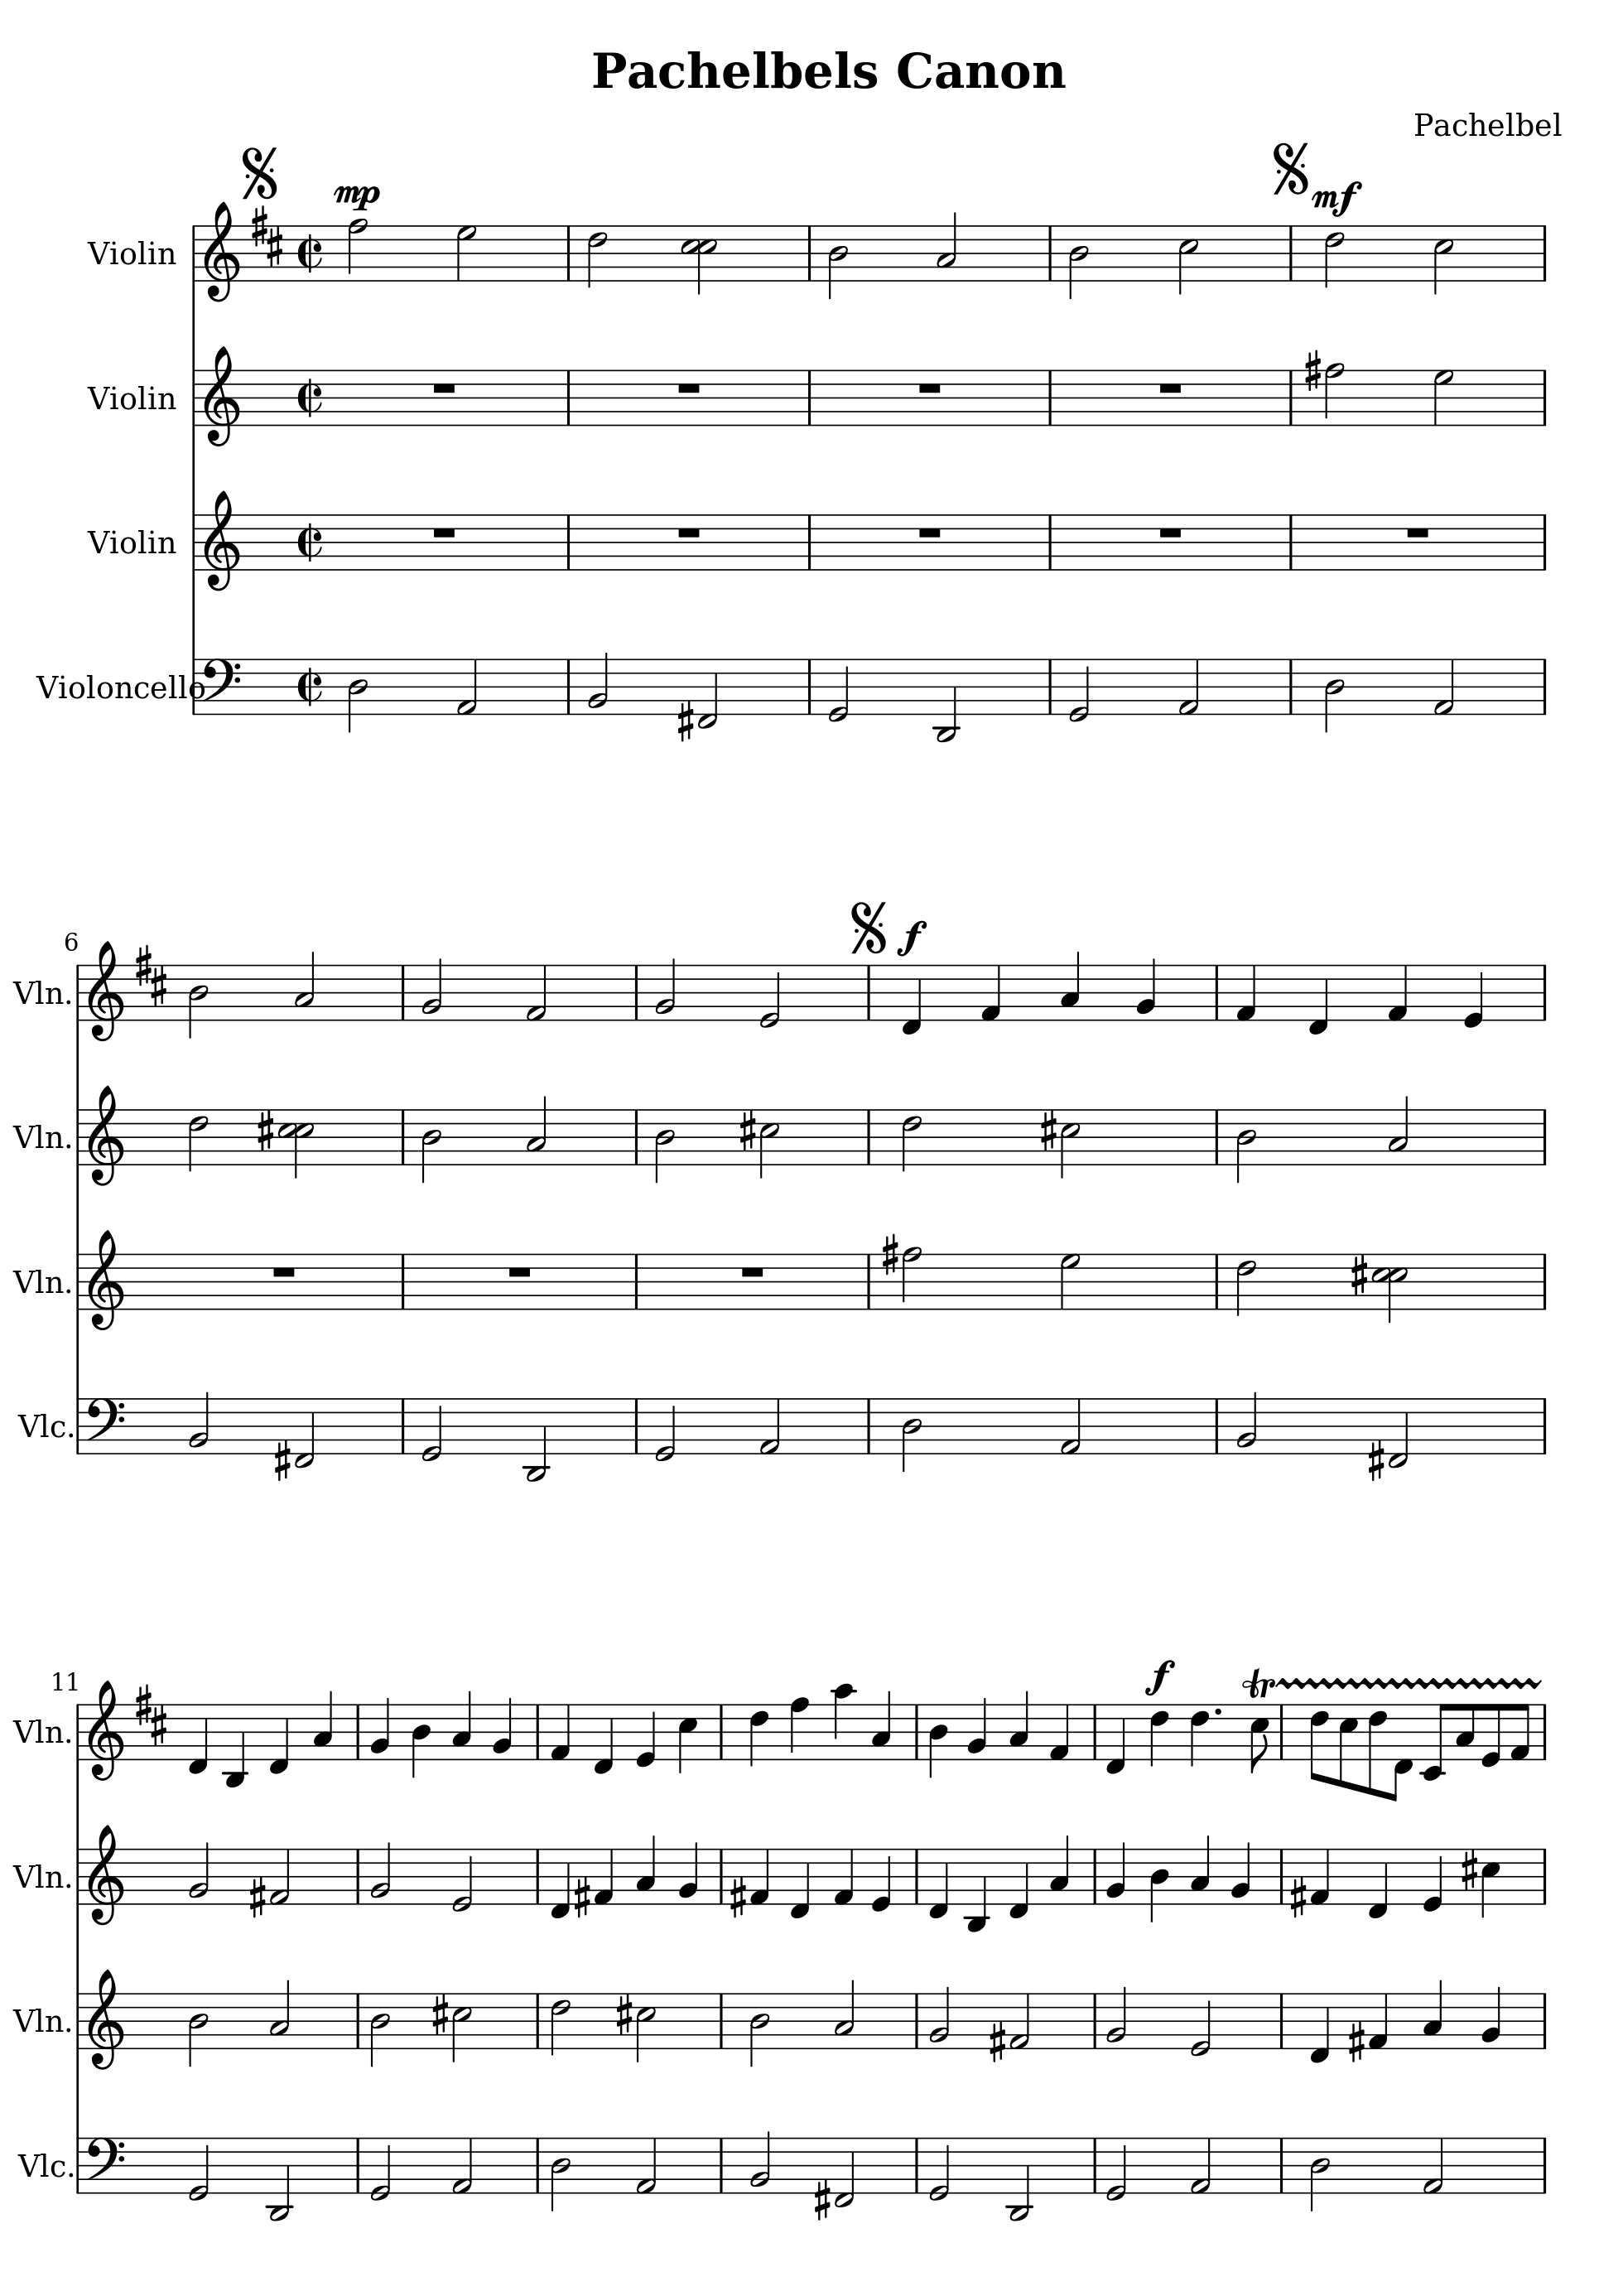 Pachelbels Canon
Pachelbel
mp
mf
Violin
Violin
Violin
Violoncello
6
f
Vln.
Vln.
Vln.
Vlc.
11
f
tr
Vln.
Vln.
Vln.
Vlc.